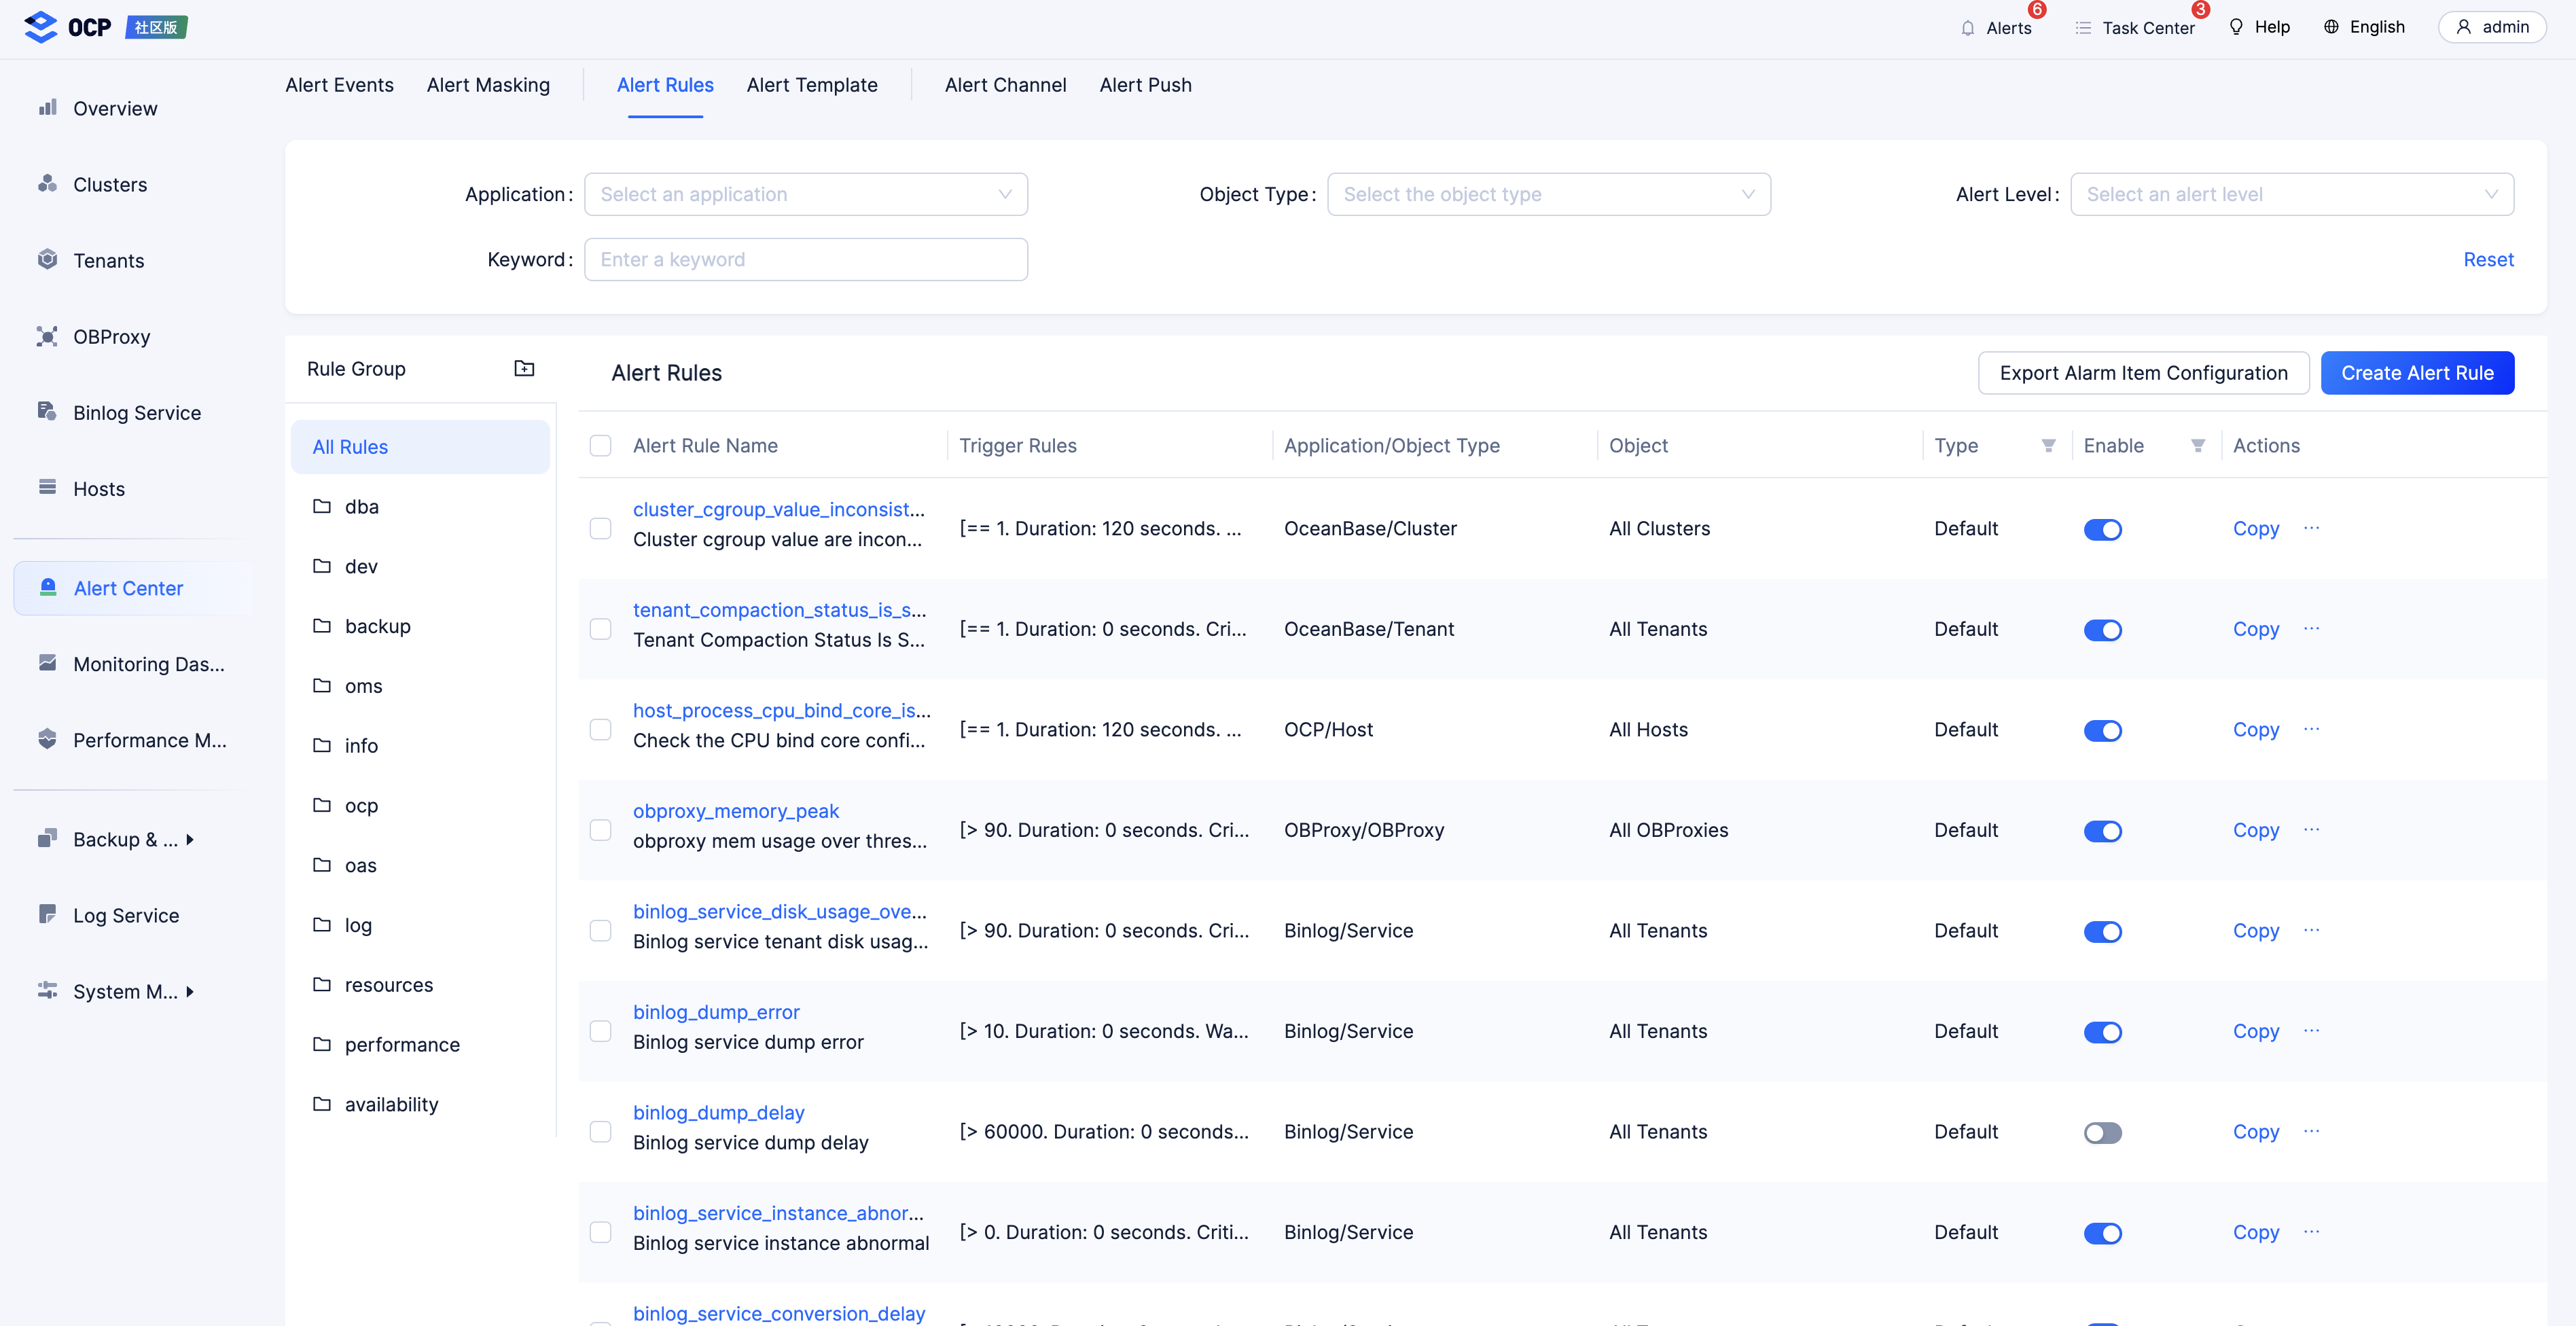 OCP 社区版
Alerts 6
Task Center 3
Help
English
admin
Overview
Clusters
Tenants
OBProxy
Binlog Service
Hosts
Alert Center
Monitoring Das...
Performance M...
Backup & ...
Log Service
System M...
Alert Events Alert Masking Alert Rules Alert Template Alert Channel Alert Push
Application: Select an application
Object Type: Select the object type
Alert Level: Select an alert level
Keyword: Enter a keyword
Reset
Rule Group
All Rules
dba
dev
backup
oms
info
ocp
oas
log
resources
performance
availability
Alert Rules
Export Alarm Item Configuration
Create Alert Rule
Alert Rule Name Trigger Rules Application/Object Type Object Type Enable Actions
cluster_cgroup_value_inconsist...
Cluster cgroup value are incon...
[== 1. Duration: 120 seconds. ... OceanBase/Cluster All Clusters Default Copy ...
tenant_compaction_status_is_s...
Tenant Compaction Status Is S...
[== 1. Duration: 0 seconds. Cri... OceanBase/Tenant All Tenants Default Copy ...
host_process_cpu_bind_core_is...
Check the CPU bind core confi...
[== 1. Duration: 120 seconds. ... OCP/Host All Hosts Default Copy ...
obproxy_memory_peak
obproxy mem usage over thres...
[> 90. Duration: 0 seconds. Cri... OBProxy/OBProxy All OBProxies Default Copy ...
binlog_service_disk_usage_ove...
Binlog service tenant disk usag...
[> 90. Duration: 0 seconds. Cri... Binlog/Service All Tenants Default Copy ...
binlog_dump_error
Binlog service dump error
[> 10. Duration: 0 seconds. Wa... Binlog/Service All Tenants Default Copy ...
binlog_dump_delay
Binlog service dump delay
[> 60000. Duration: 0 seconds... Binlog/Service All Tenants Default Copy ...
binlog_service_instance_abnor...
Binlog service instance abnormal
[> 0. Duration: 0 seconds. Criti... Binlog/Service All Tenants Default Copy ...
binlog_service_conversion_delay